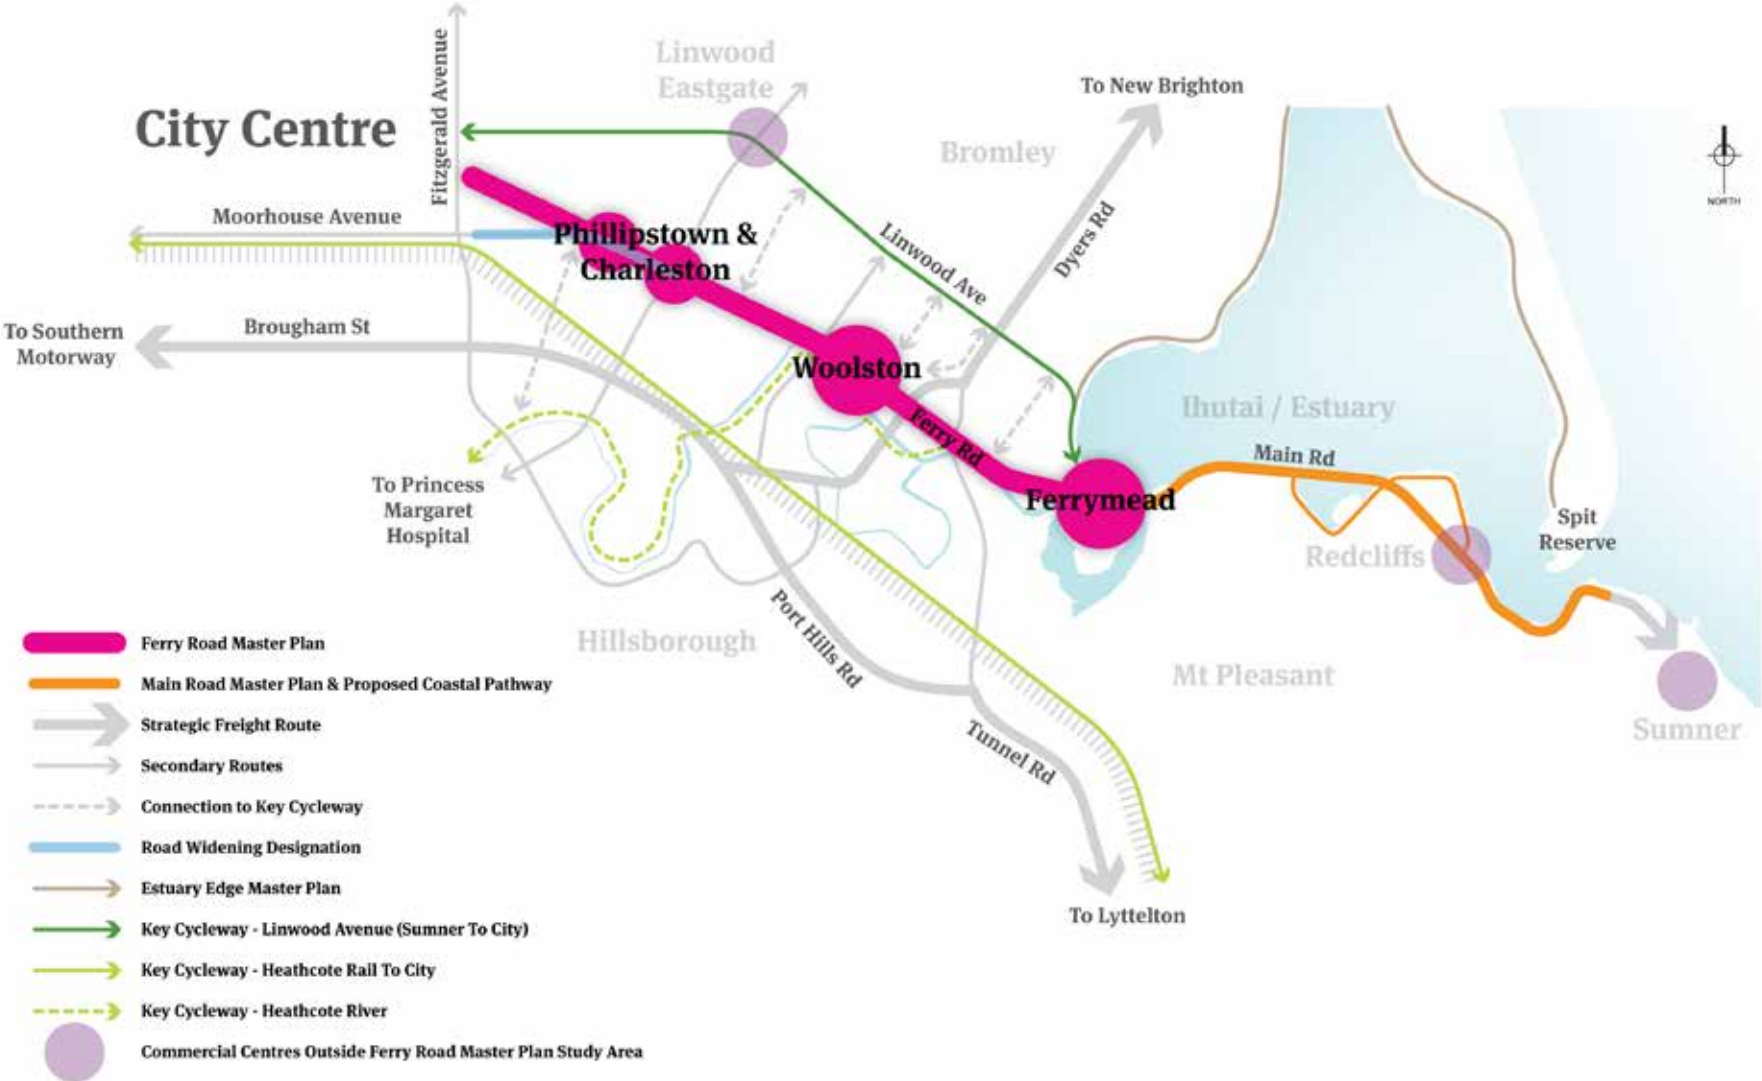 Linwood
Eastgate
To New Brighton
City Centre
Fitzgerald Avenue
Bromley
NORTH
Moorhouse Avenue
Phillipstown &
Charleston
Linwood Ave
Dyers Rd
To Southern
Motorway
Brougham St
Woolston
Ferry Rd
Ihutai / Estuary
Main Rd
To Princess
Margaret
Hospital
Ferrymead
Spit
Reserve
Redcliffs
Hillsborough
Port Hills Rd
Mt Pleasant
Sumner
Tunnel Rd
To Lyttelton
Ferry Road Master Plan
Main Road Master Plan & Proposed Coastal Pathway
Strategic Freight Route
Secondary Routes
Connection to Key Cycleway
Road Widening Designation
Estuary Edge Master Plan
Key Cycleway - Linwood Avenue (Sumner To City)
Key Cycleway - Heathcote Rail To City
Key Cycleway - Heathcote River
Commercial Centres Outside Ferry Road Master Plan Study Area